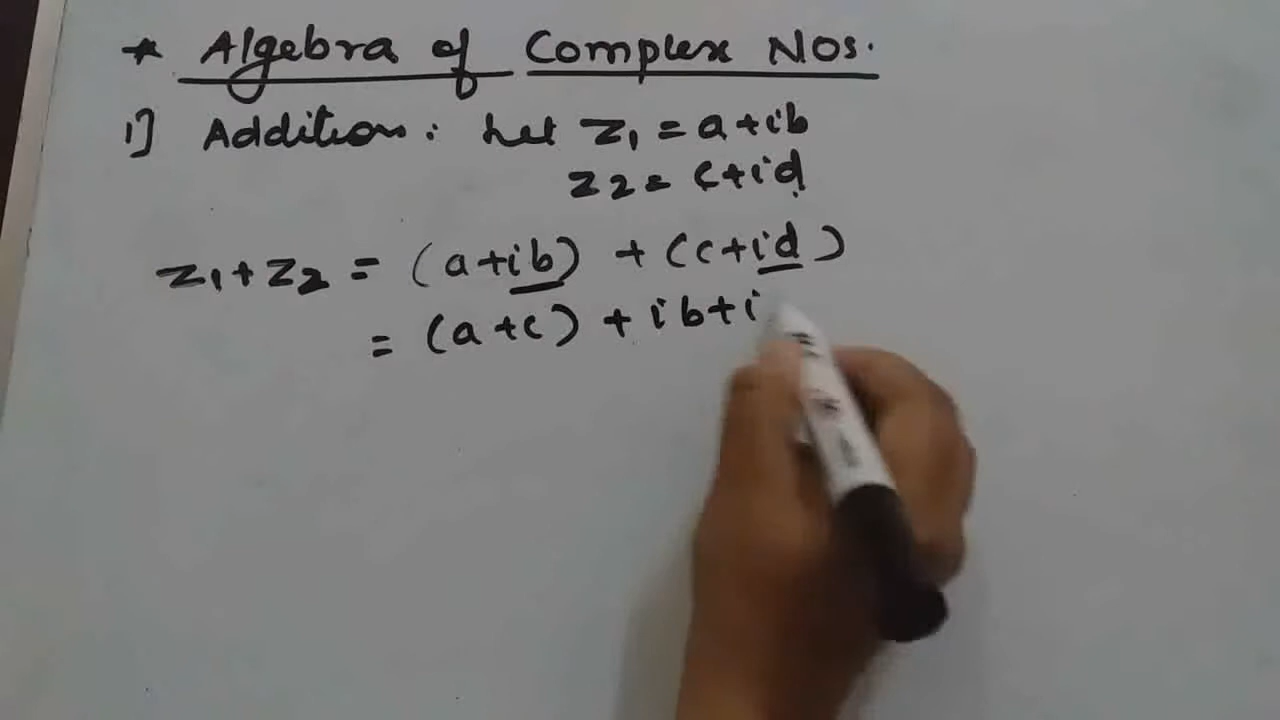 * Algebra of Complex Nos.
1] Addition: Let z1 = a+ib
z2 = c+id
z1+z2 = (a+ib) + (c+id)
= (a+c) + ib+i